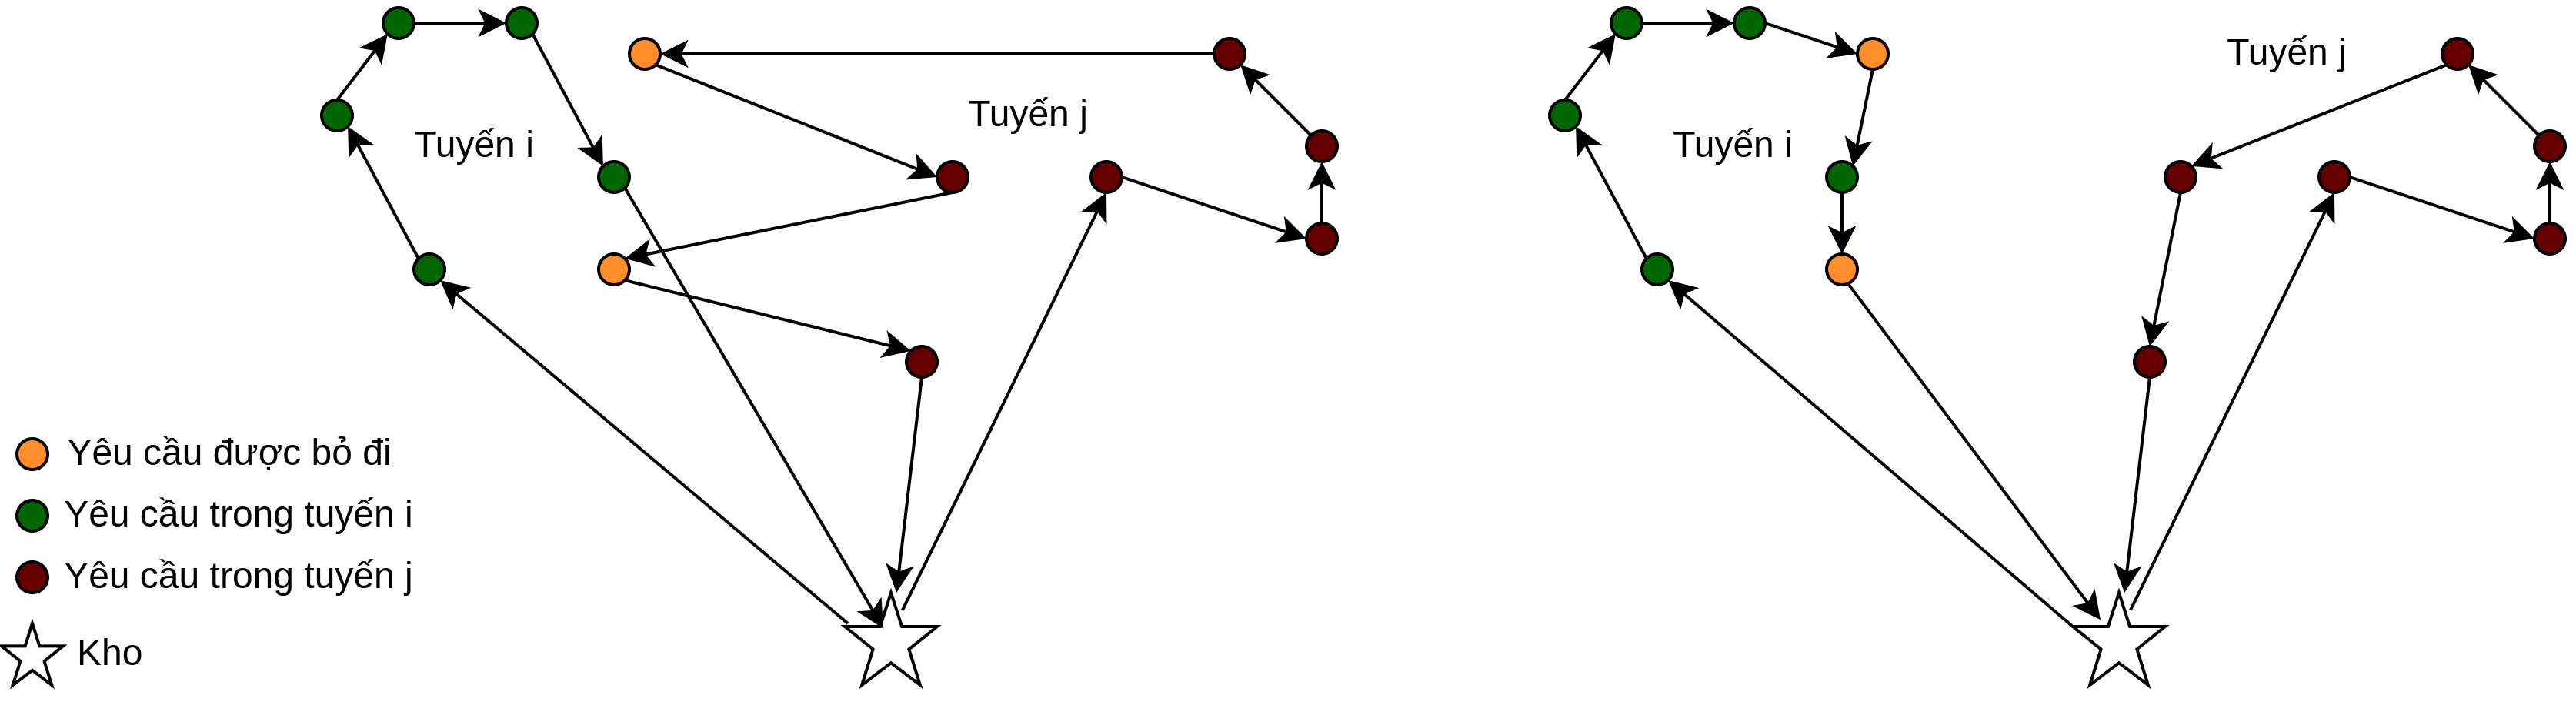 Tuyến i
Tuyến j
Tuyến i
Tuyến j
Yêu cầu được bỏ đi
Yêu cầu trong tuyến i
Yêu cầu trong tuyến j
Kho